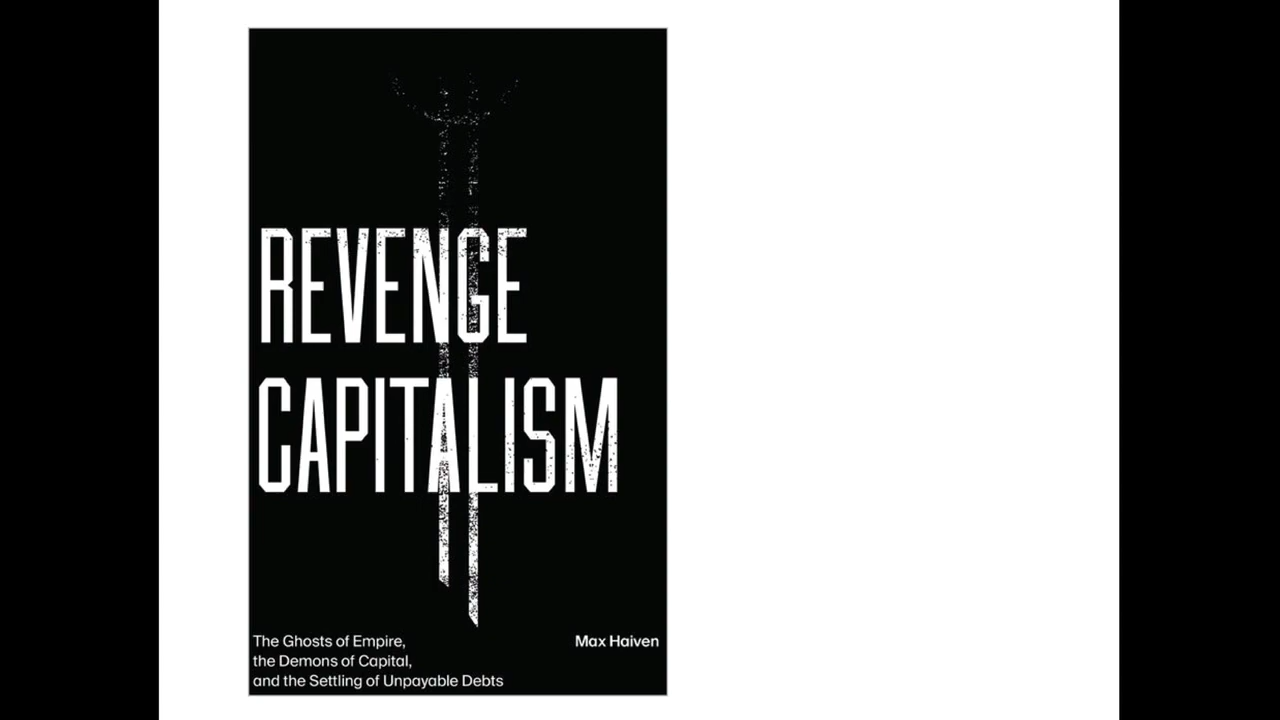 REVENGE
CAPITALISM
The Ghosts of Empire,
the Demons of Capital,
and the Settling of Unpayable Debts
Max Haiven